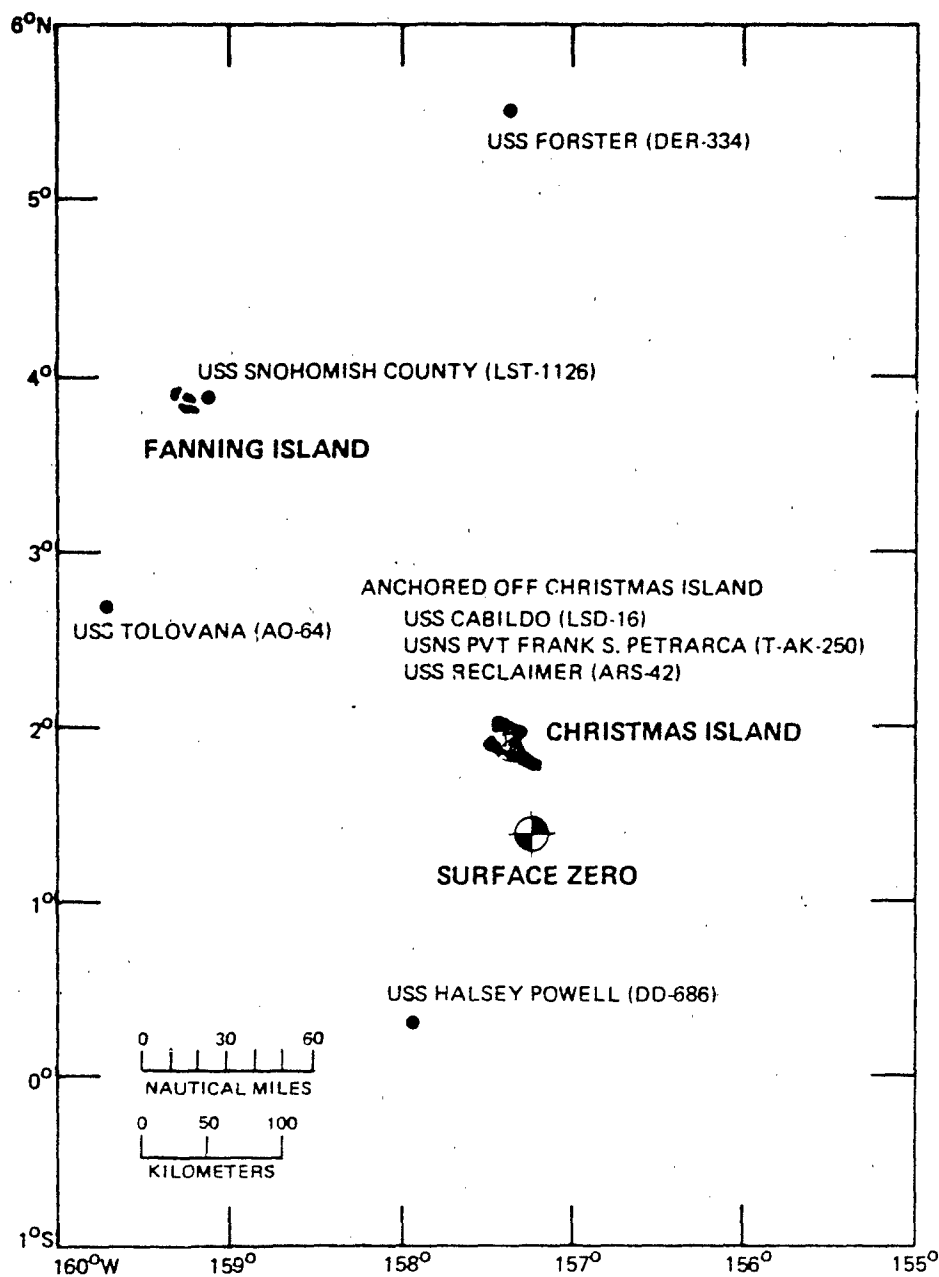 6°N
USS FORSTER (DER-334)
5°
USS SNOHOMISH COUNTY (LST-1126)
4°
FANNING ISLAND
3°
ANCHORED OFF CHRISTMAS ISLAND
USS CABILDO (LSD-16)
USS TOLOVANA (AO-64)
USNS PVT FRANK S. PETRARCA (T-AK-250)
USS RECLAIMER (ARS-42)
2°
CHRISTMAS ISLAND
SURFACE ZERO
1°
USS HALSEY POWELL (DD-686)
0 30 60
NAUTICAL MILES
0°
0 50 100
KILOMETERS
1°S
160°W 159° 158° 157° 156° 155°